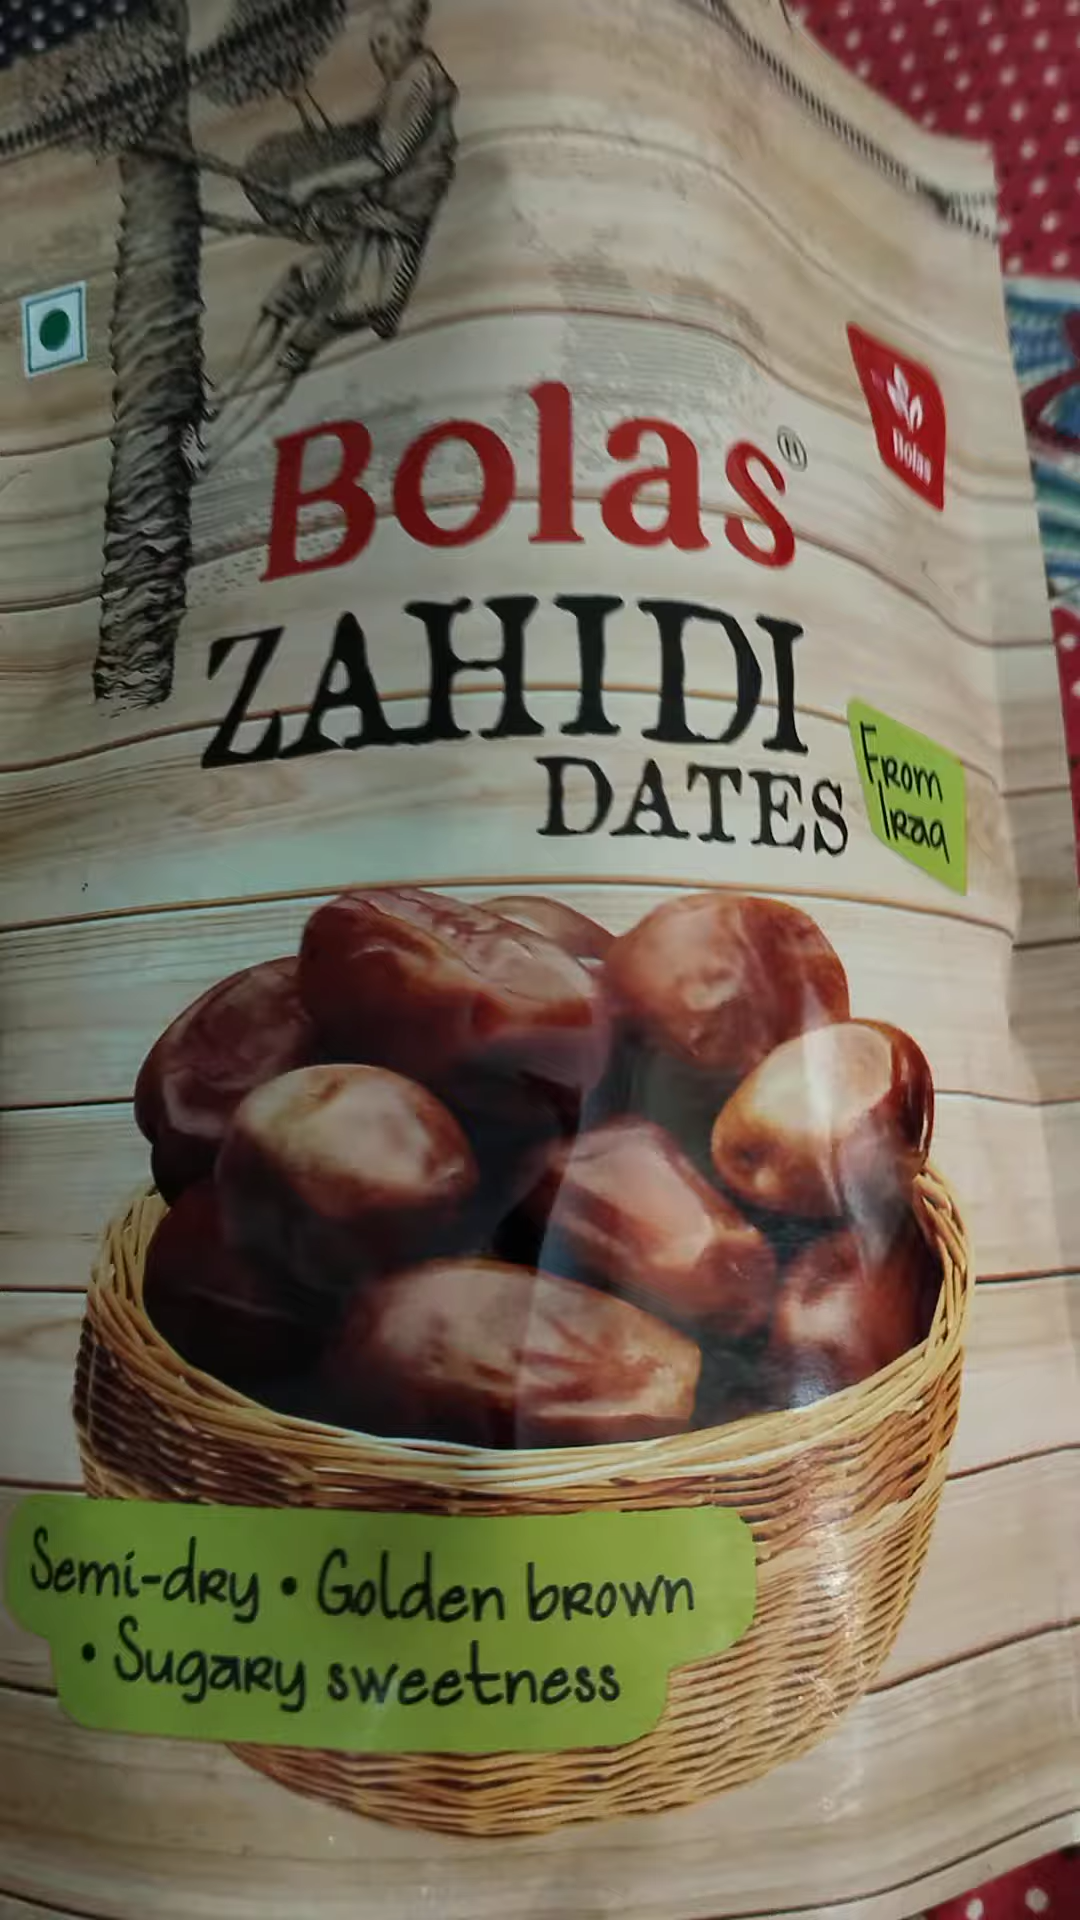 Bolas®
Bolas
ZAHIDI
DATES
From
Iraq
Semi-dry • Golden brown
• Sugary sweetness